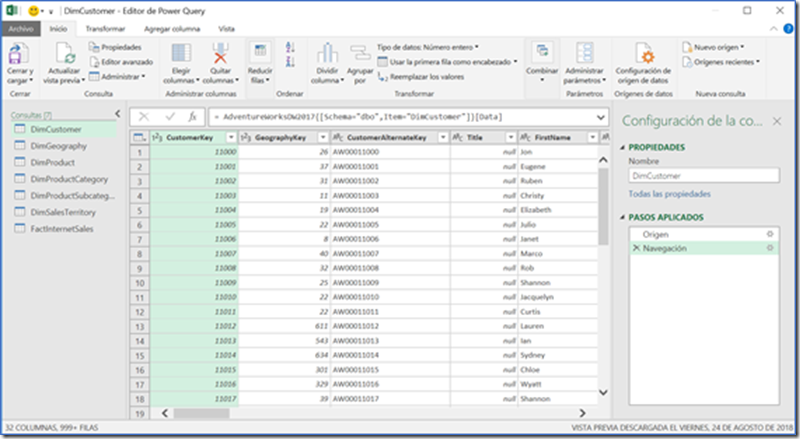 DimCustomer - Editor de Power Query
Archivo Inicio Transformar Agregar columna Vista
Cerrar y cargar
Cerrar
Actualizar vista previa
Propiedades
Editor avanzado
Administrar
Consulta
Elegir columnas
Quitar columnas
Administrar columnas
Reducir filas
Ordenar
Dividir columna
Agrupar por
Tipo de datos: Número entero
Usar la primera fila como encabezado
Reemplazar los valores
Transformar
Combinar
Administrar parámetros
Parámetros
Configuración de origen de datos
Orígenes de datos
Nuevo origen
Orígenes recientes
Nueva consulta
Consultas [7]
DimCustomer
DimGeography
DimProduct
DimProductCategory
DimProductSubcateg...
DimSalesTerritory
FactInternetSales
fx = AdventureWorksDW2017{[Schema="dbo",Item="DimCustomer"]}[Data]
1²3 CustomerKey 1²3 GeographyKey ABC CustomerAlternateKey ABC Title ABC FirstName
1 11000 26 AW00011000 null Jon
2 11001 37 AW00011001 null Eugene
3 11002 31 AW00011002 null Ruben
4 11003 11 AW00011003 null Christy
5 11004 19 AW00011004 null Elizabeth
6 11005 22 AW00011005 null Julio
7 11006 8 AW00011006 null Janet
8 11007 40 AW00011007 null Marco
9 11008 32 AW00011008 null Rob
10 11009 25 AW00011009 null Shannon
11 11010 22 AW00011010 null Jacquelyn
12 11011 22 AW00011011 null Curtis
13 11012 611 AW00011012 null Lauren
14 11013 543 AW00011013 null Ian
15 11014 634 AW00011014 null Sydney
16 11015 301 AW00011015 null Chloe
17 11016 329 AW00011016 null Wyatt
18 11017 39 AW00011017 null Shannon
19
Configuración de la co...
PROPIEDADES
Nombre
DimCustomer
Todas las propiedades
PASOS APLICADOS
Origen
Navegación
32 COLUMNAS, 999+ FILAS
VISTA PREVIA DESCARGADA EL VIERNES, 24 DE AGOSTO DE 2018